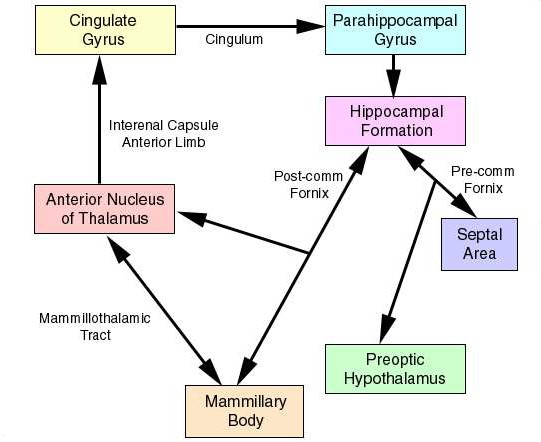 Cingulate
Gyrus
Cingulum
Parahippocampal
Gyrus
Hippocampal
Formation
Interenal Capsule
Anterior Limb
Post-comm
Fornix
Pre-comm
Fornix
Anterior Nucleus
of Thalamus
Septal
Area
Mammillothalamic
Tract
Preoptic
Hypothalamus
Mammillary
Body